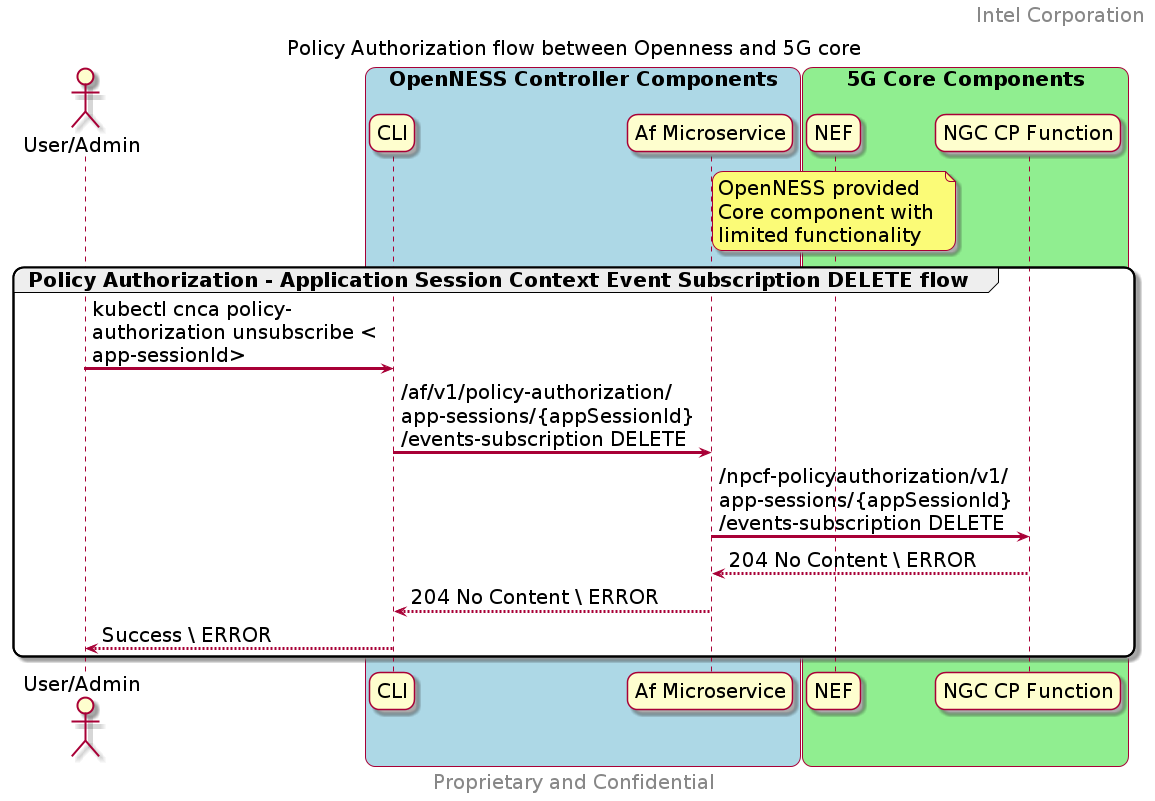 Intel Corporation
Policy Authorization flow between Openness and 5G core
OpenNESS Controller Components
5G Core Components
User/Admin
CLI
Af Microservice
NEF
NGC CP Function
OpenNESS provided
Core component with
limited functionality
Policy Authorization - Application Session Context Event Subscription DELETE flow
kubectl cnca policy-
authorization unsubscribe <
app-sessionId>
/af/v1/policy-authorization/
app-sessions/{appSessionId}
/events-subscription DELETE
/npcf-policyauthorization/v1/
app-sessions/{appSessionId}
/events-subscription DELETE
204 No Content \ ERROR
204 No Content \ ERROR
Success \ ERROR
User/Admin
CLI
Af Microservice
NEF
NGC CP Function
Proprietary and Confidential